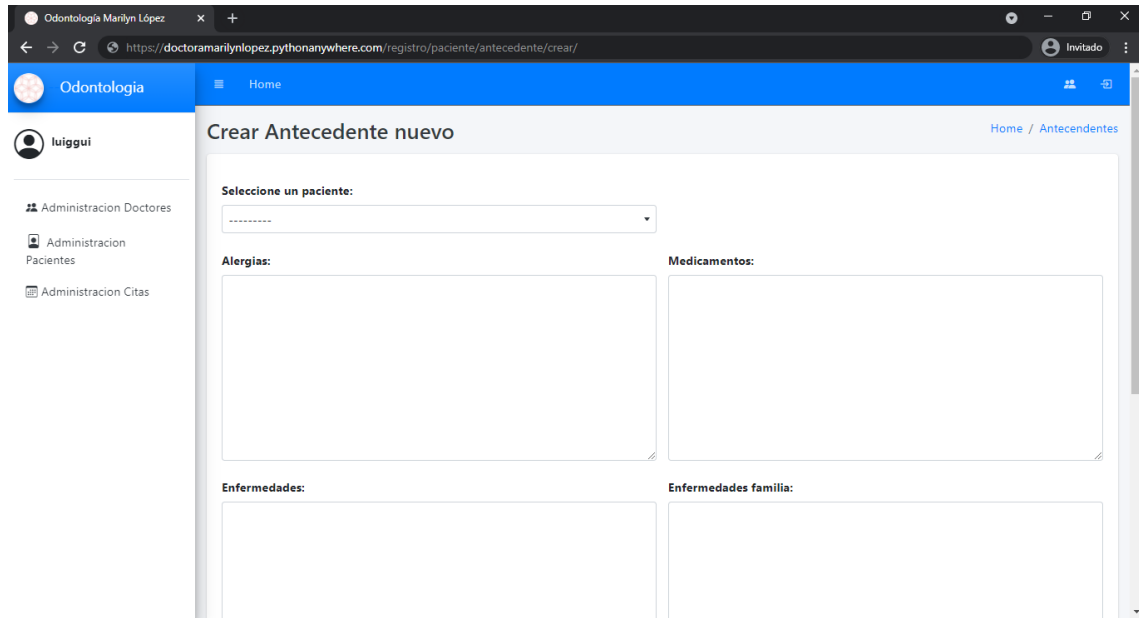 Odontología Marilyn López
https://doctoramarilynlopez.pythonanywhere.com/registro/paciente/antecedente/crear/
Invitado
Odontologia
Home
luiggui
Crear Antecedente nuevo
Home / Antecendentes
Administracion Doctores
Administracion
Pacientes
Administracion Citas
Seleccione un paciente:
---------
Alergias:
Medicamentos:
Enfermedades:
Enfermedades familia: